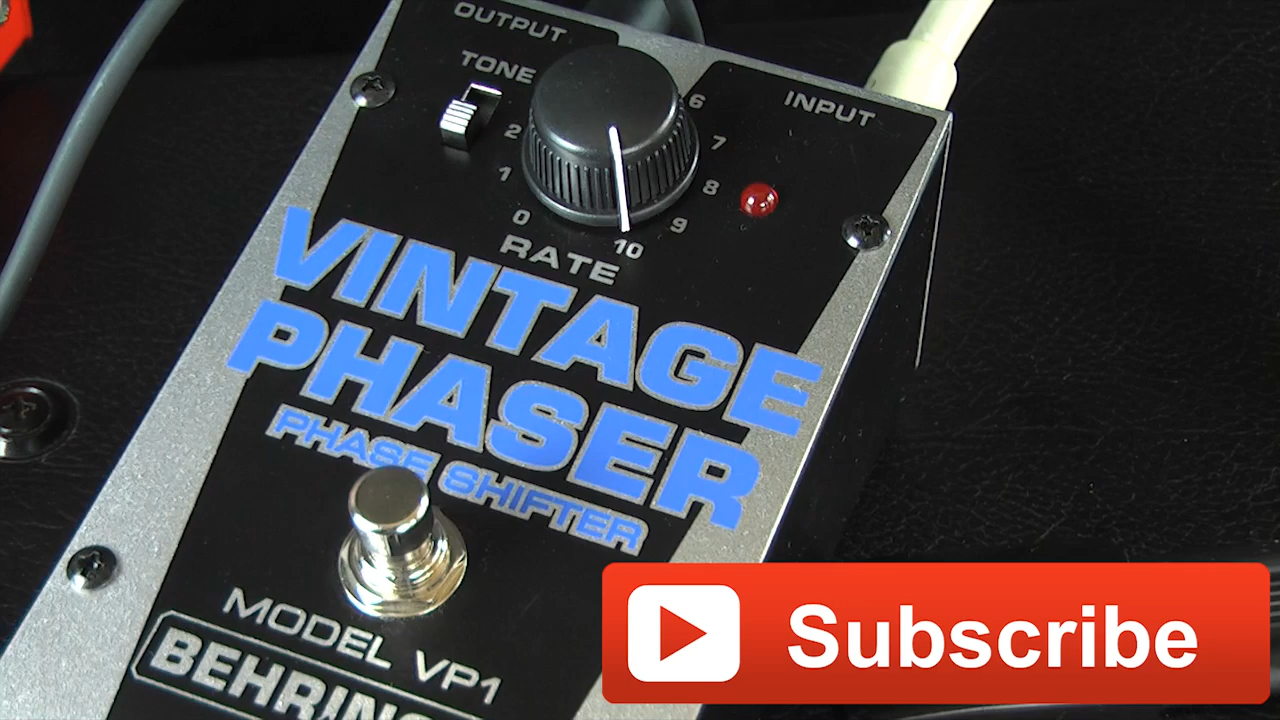 OUTPUT
TONE
INPUT
0
1
2
6
7
8
9
10
RATE
VINTAGE
PHASER
PHASE SHIFTER
MODEL VP1
Subscribe